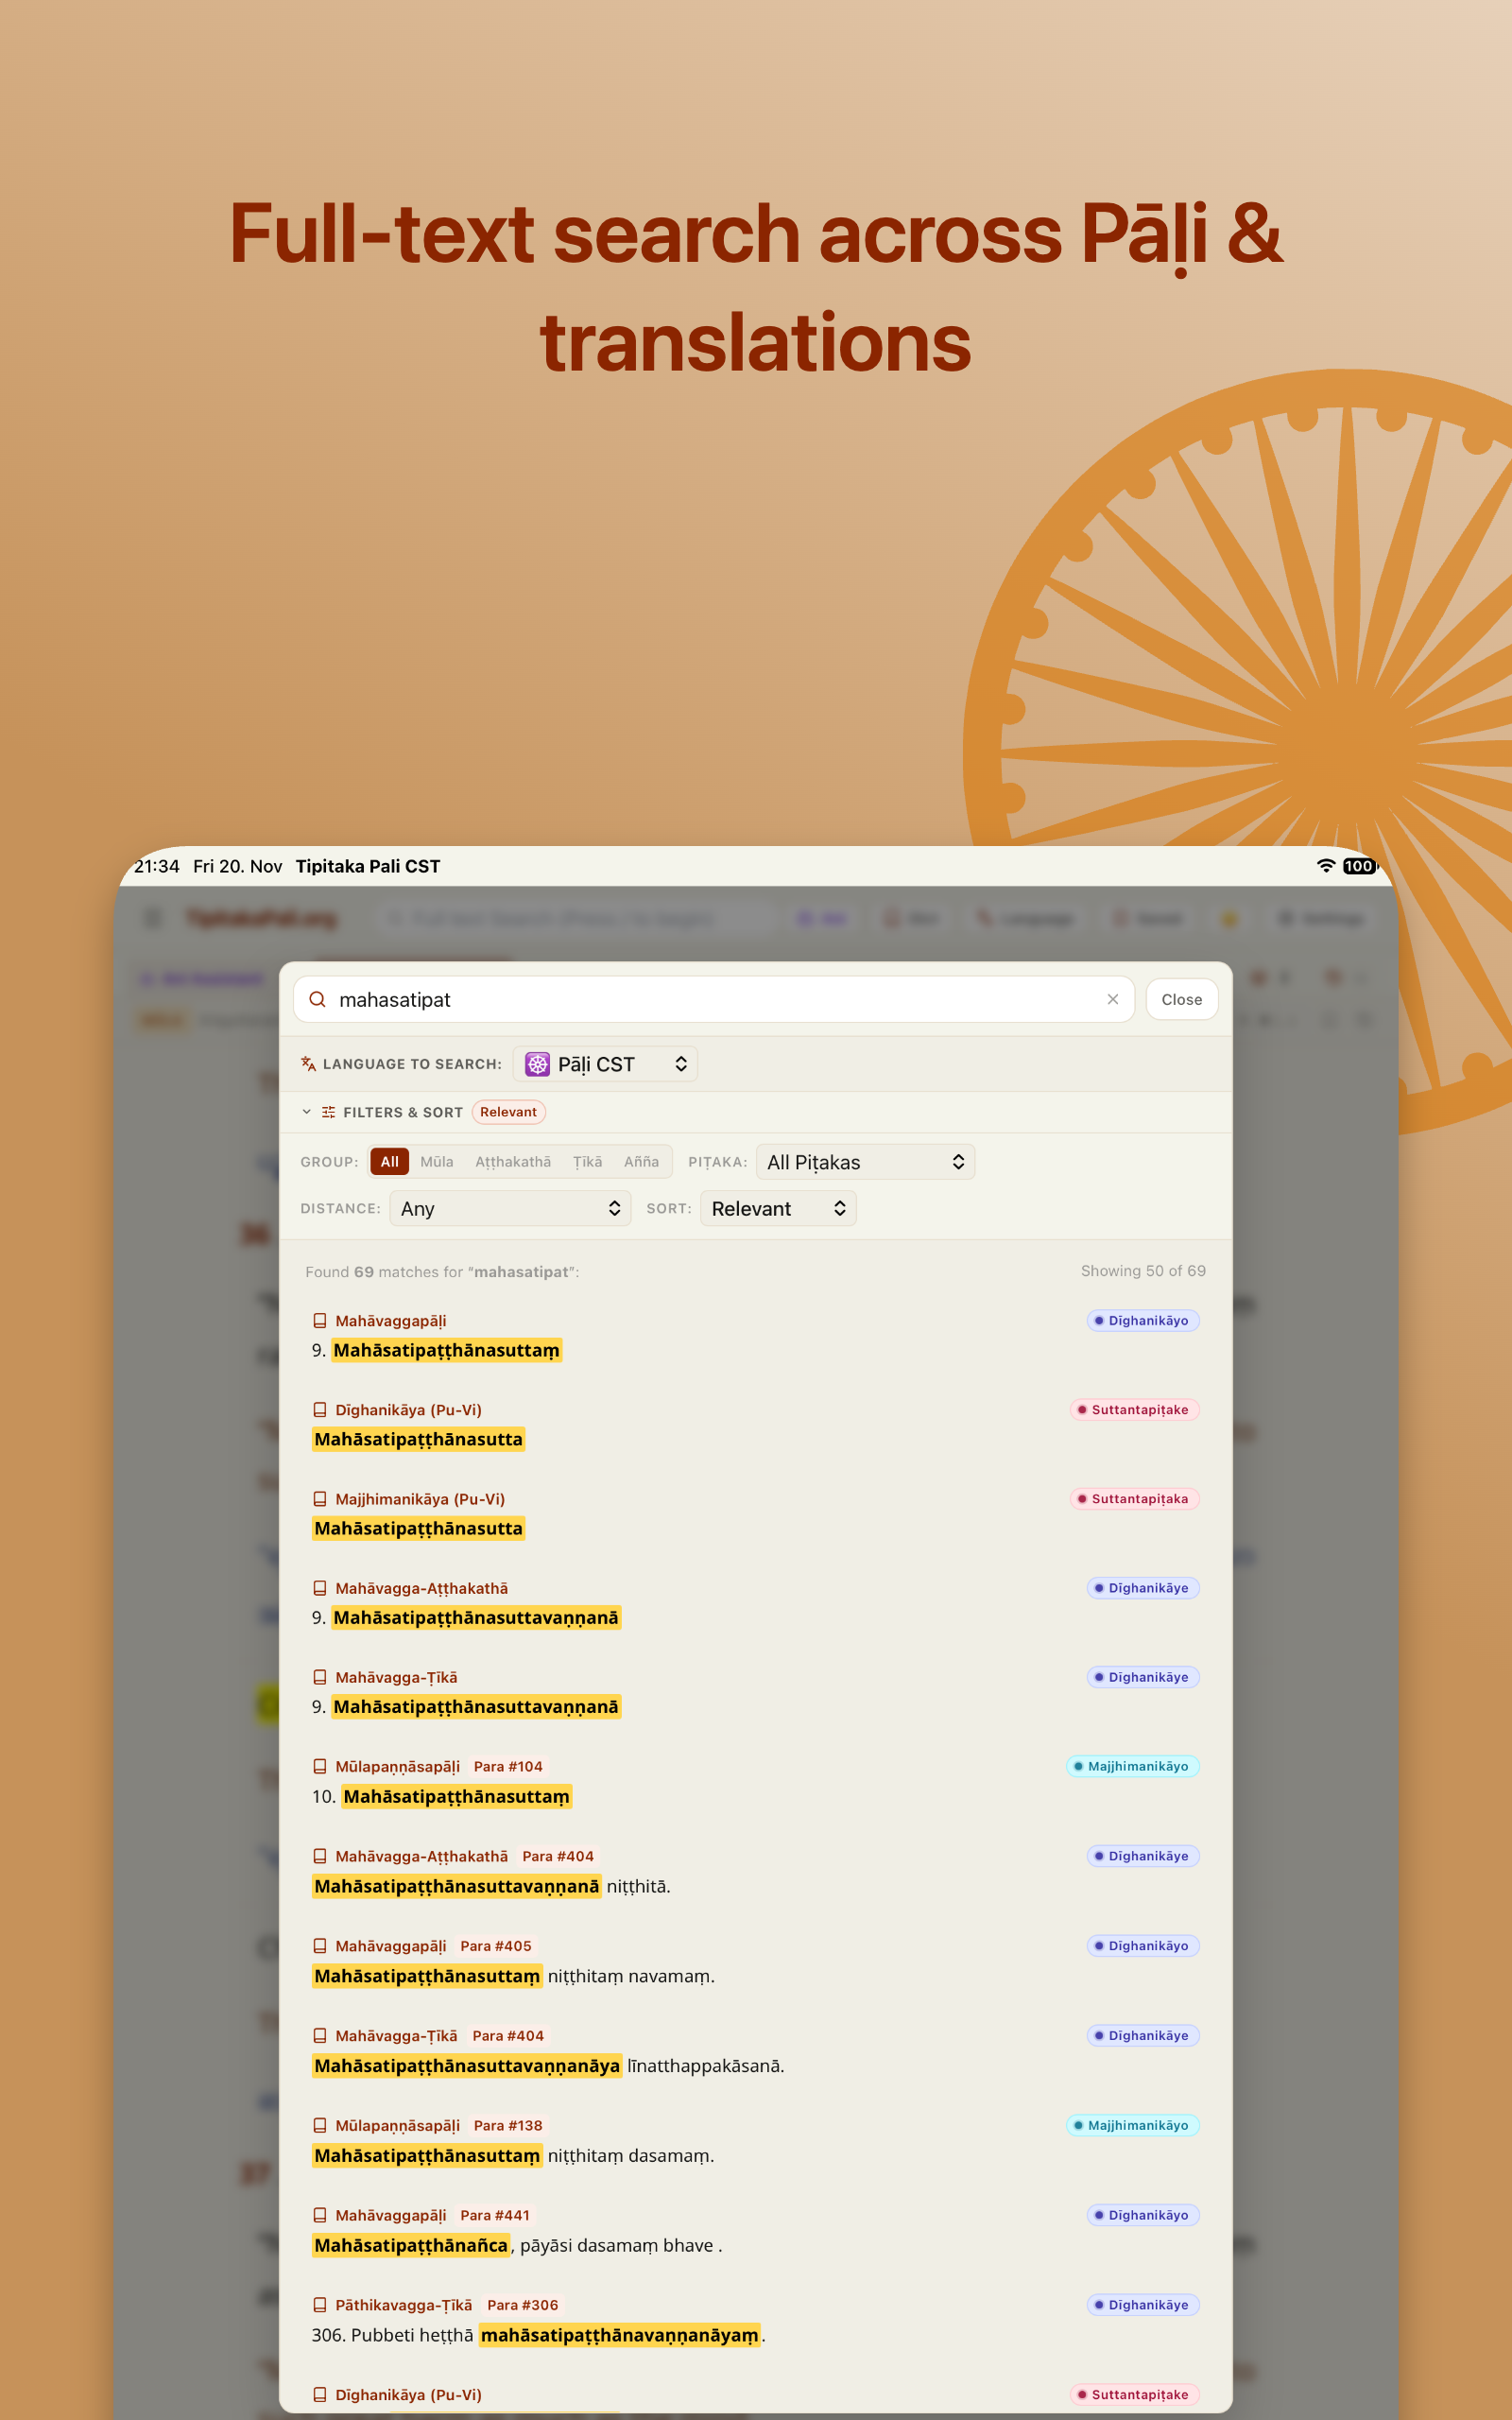 Full-text search across Pāḷi &
translations
21:34 Fri 20. Nov Tipitaka Pali CST
100
TipitakaPali.org
mahasatipat
Close
LANGUAGE TO SEARCH: Pāḷi CST
FILTERS & SORT Relevant
GROUP: All Mūla Aṭṭhakathā Ṭīkā Añña PIṬAKA: All Piṭakas
DISTANCE: Any SORT: Relevant
Found 69 matches for “mahasatipat”: Showing 50 of 69
Mahāvaggapāḷi Dīghanikāyo
9. Mahāsatipaṭṭhānasuttaṃ
Dīghanikāya (Pu-Vi) Suttantapiṭake
Mahāsatipaṭṭhānasutta
Majjhimanikāya (Pu-Vi) Suttantapiṭaka
Mahāsatipaṭṭhānasutta
Mahāvagga-Aṭṭhakathā Dīghanikāye
9. Mahāsatipaṭṭhānasuttavaṇṇanā
Mahāvagga-Ṭīkā Dīghanikāye
9. Mahāsatipaṭṭhānasuttavaṇṇanā
Mūlapaṇṇāsapāḷi Para #104 Majjhimanikāyo
10. Mahāsatipaṭṭhānasuttaṃ
Mahāvagga-Aṭṭhakathā Para #404 Dīghanikāye
Mahāsatipaṭṭhānasuttavaṇṇanā niṭṭhitā.
Mahāvaggapāḷi Para #405 Dīghanikāyo
Mahāsatipaṭṭhānasuttaṃ niṭṭhitaṃ navamaṃ.
Mahāvagga-Ṭīkā Para #404 Dīghanikāye
Mahāsatipaṭṭhānasuttavaṇṇanāya līnatthappakāsanā.
Mūlapaṇṇāsapāḷi Para #138 Majjhimanikāyo
Mahāsatipaṭṭhānasuttaṃ niṭṭhitaṃ dasamaṃ.
Mahāvaggapāḷi Para #441 Dīghanikāyo
Mahāsatipaṭṭhānañca, pāyāsi dasamaṃ bhave .
Pāthikavagga-Ṭīkā Para #306 Dīghanikāye
306. Pubbeti heṭṭhā mahāsatipaṭṭhānavaṇṇanāyaṃ.
Dīghanikāya (Pu-Vi) Suttantapiṭake